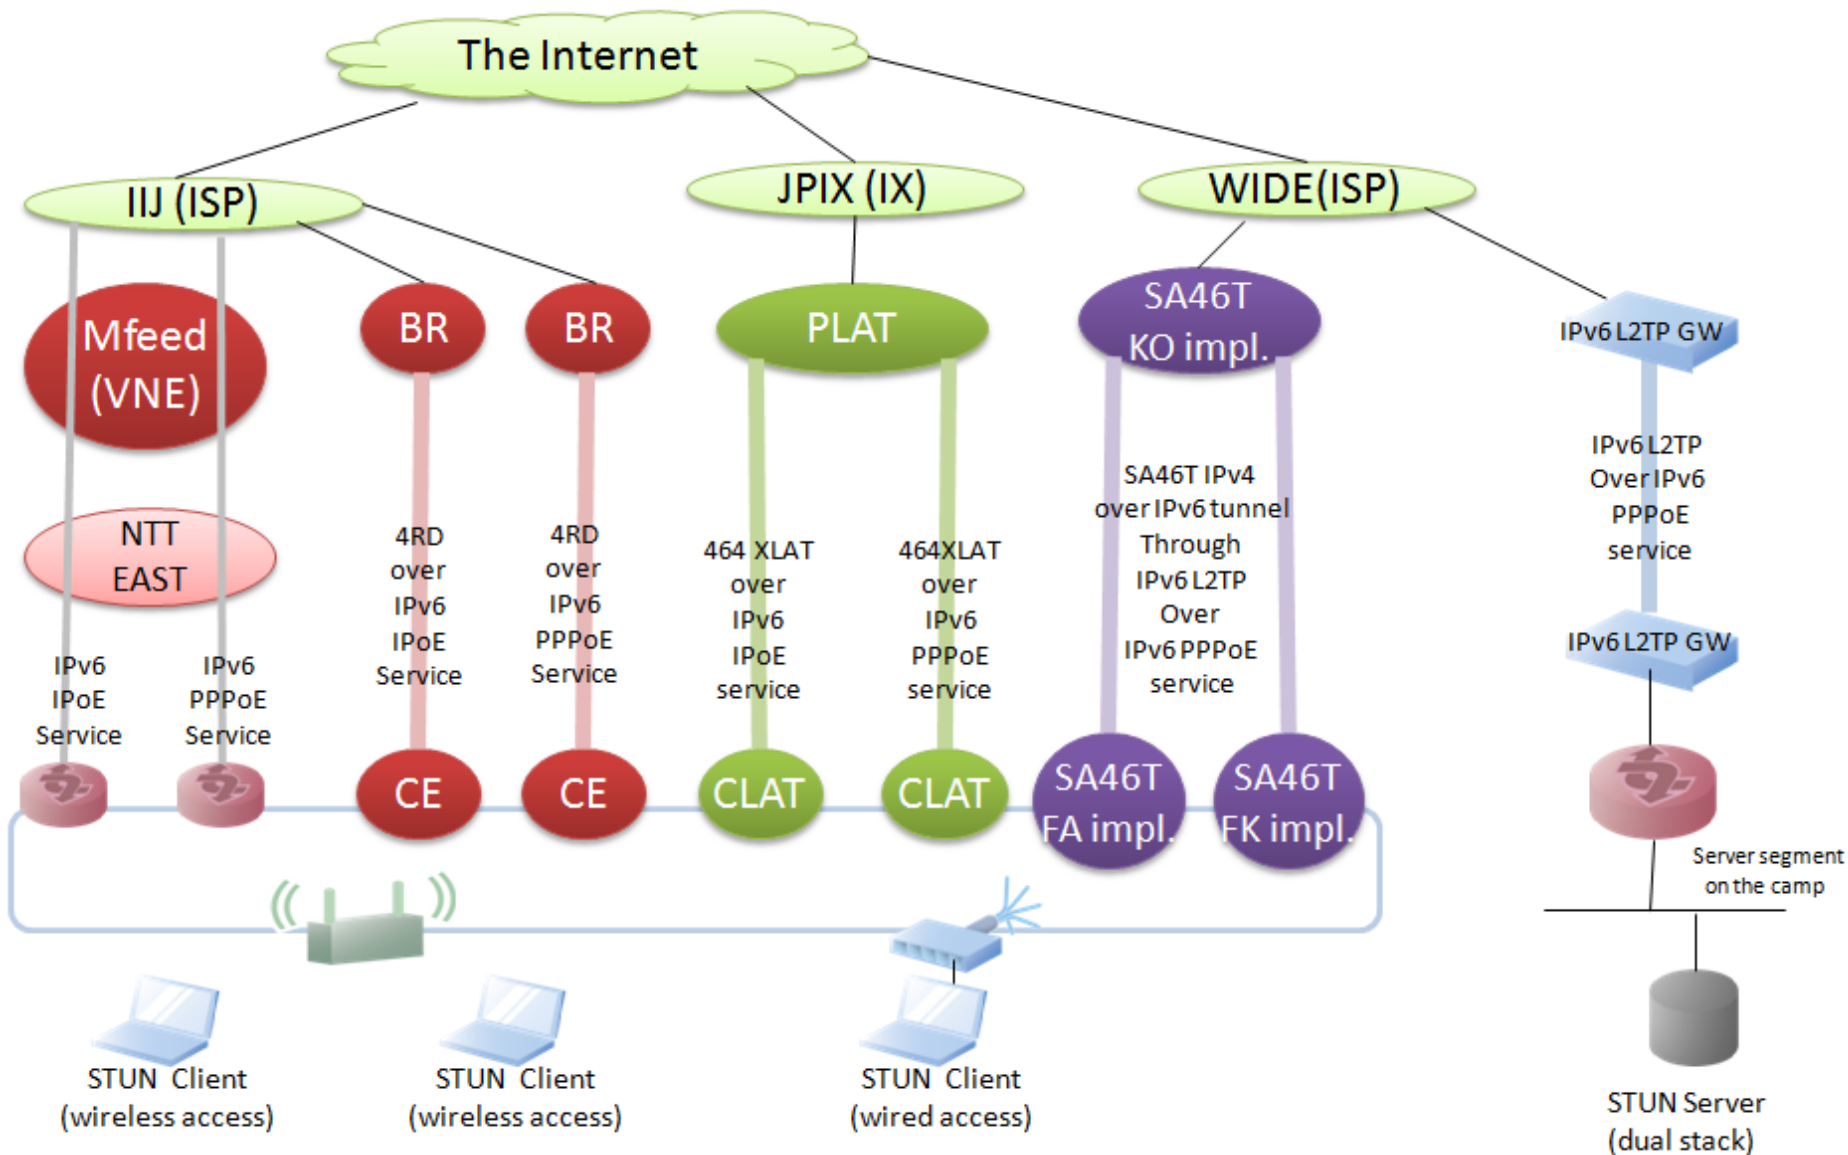 The Internet
IIJ (ISP)
JPIX (IX)
WIDE(ISP)
Mfeed
(VNE)
BR
BR
PLAT
SA46T
KO impl.
IPv6 L2TP GW
NTT
EAST
4RD
over
IPv6
IPoE
Service
4RD
over
IPv6
PPPoE
Service
464 XLAT
over
IPv6
IPoE
service
464XLAT
over
IPv6
PPPoE
service
SA46T IPv4
over IPv6 tunnel
Through
IPv6 L2TP
Over
IPv6 PPPoE
service
IPv6 L2TP
Over IPv6
PPPoE
service
IPv6 L2TP GW
IPv6
IPoE
Service
IPv6
PPPoE
Service
CE
CE
CLAT
CLAT
SA46T
FA impl.
SA46T
FK impl.
Server segment
on the camp
STUN Client
(wireless access)
STUN Client
(wireless access)
STUN Client
(wired access)
STUN Server
(dual stack)